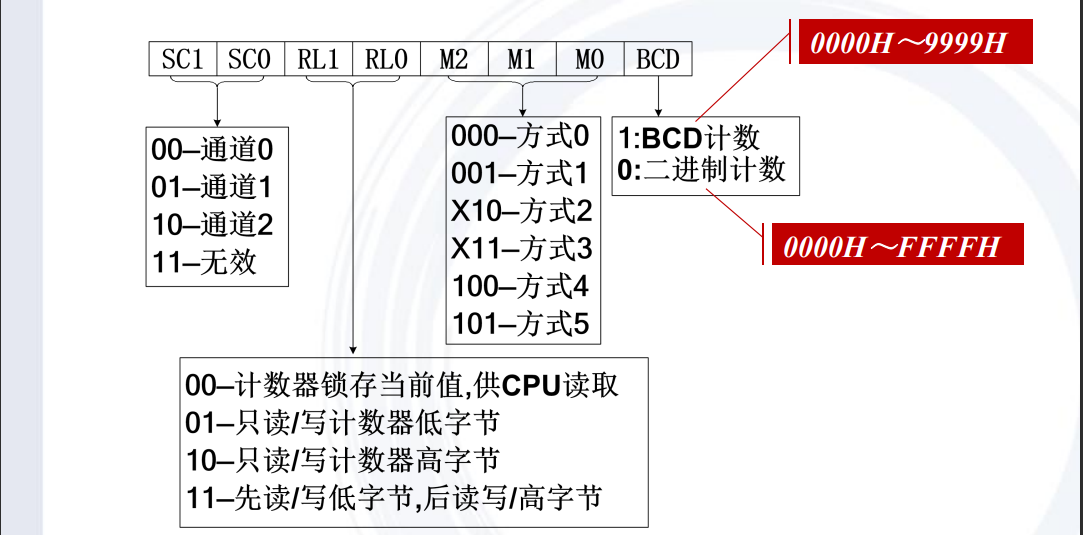 0000H～9999H
SC1 SC0 RL1 RL0 M2 M1 M0 BCD
00–通道0
01–通道1
10–通道2
11–无效
000–方式0
001–方式1
X10–方式2
X11–方式3
100–方式4
101–方式5
1:BCD计数
0:二进制计数
0000H～FFFFH
00–计数器锁存当前值,供CPU读取
01–只读/写计数器低字节
10–只读/写计数器高字节
11–先读/写低字节,后读写/高字节